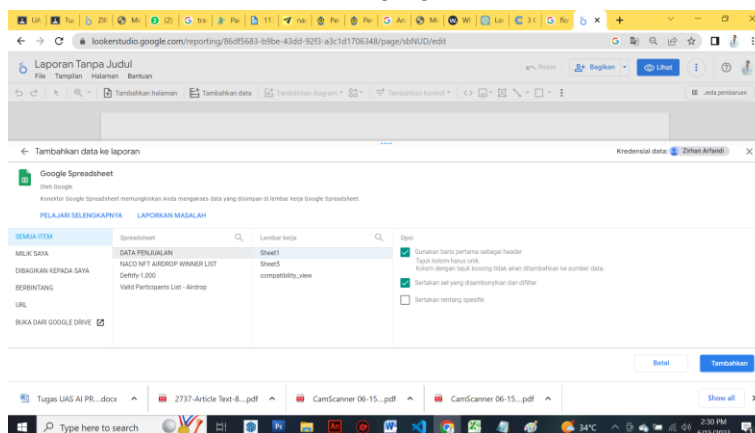 lookerstudio.google.com/reporting/86df5683-b9be-43dd-92f3-a3c1d1706348/page/sbNUD/edit
Laporan Tanpa Judul
File Tampilan Halaman Bantuan
Reset
Bagikan
Lihat
Tambahkan halaman
Tambahkan data
Tambahkan diagram
Tambahkan kontrol
Jeda pembaruan
Tambahkan data ke laporan
Kredensial data: Zirhan Arfandi
Google Spreadsheet
Oleh Google
Konektor Google Spreadsheet memungkinkan Anda mengakses data yang disimpan di lembar kerja Google Spreadsheet.
PELAJARI SELENGKAPNYA LAPORKAN MASALAH
SEMUA ITEM
MILIK SAYA
DIBAGIKAN KEPADA SAYA
BERBINTANG
URL
BUKA DARI GOOGLE DRIVE
Spreadsheet
DATA PENJUALAN
NACO NFT AIRDROP WINNER LIST
Deftify-1,000
Valid Participants List - Airdrop
Lembar kerja
Sheet1
Sheet5
compatibility_view
Opsi
Gunakan baris pertama sebagai header
Tajuk kolom harus unik.
Kolom dengan tajuk kosong tidak akan ditambahkan ke sumber data.
Sertakan sel yang disembunyikan dan difilter
Sertakan rentang spesifik
Batal
Tambahkan
Tugas UAS AI PR....docx
2737-Article Text-8....pdf
CamScanner 06-15....pdf
CamScanner 06-15....pdf
Show all
Type here to search
34°C
2:30 PM